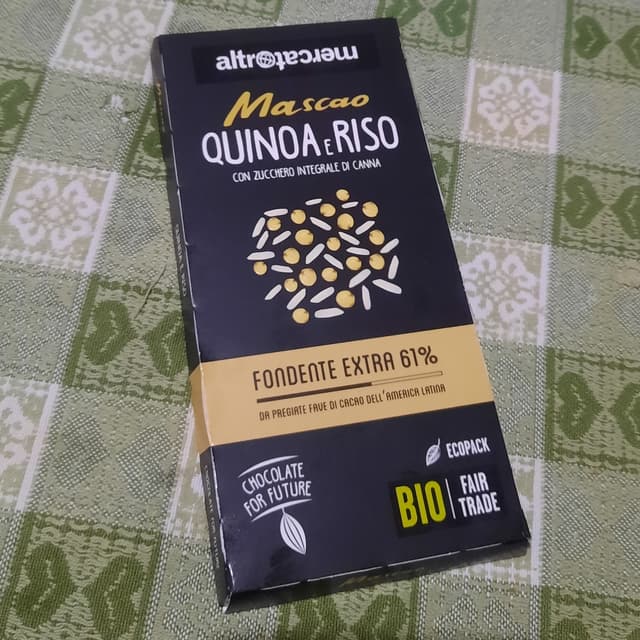 altromercato
Mascao
QUINOA E RISO
CON ZUCCHERO INTEGRALE DI CANNA
FONDENTE EXTRA 61%
DA PREGIATE FAVE DI CACAO DELL'AMERICA LATINA
ECOPACK
CHOCOLATE
FOR FUTURE
BIO
FAIR
TRADE
Mascao